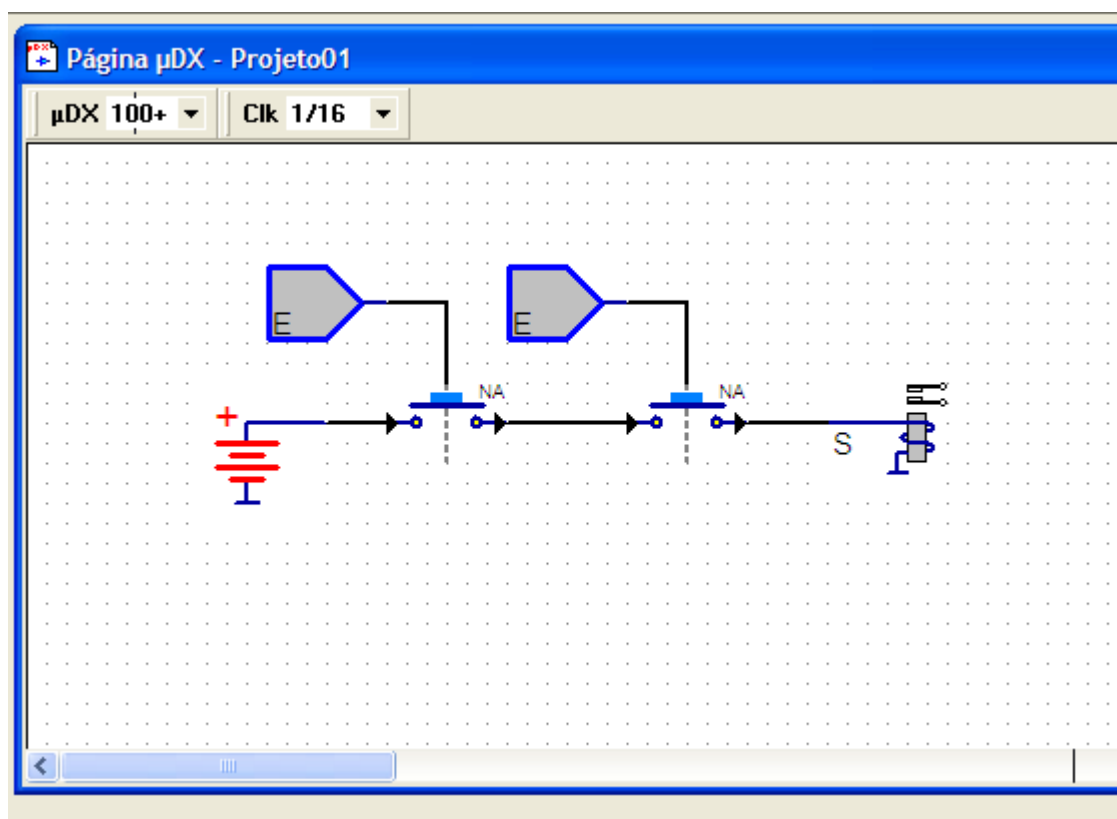 Página µDX - Projeto01
µDX 100+ Clk 1/16
E E
NA NA
+
S